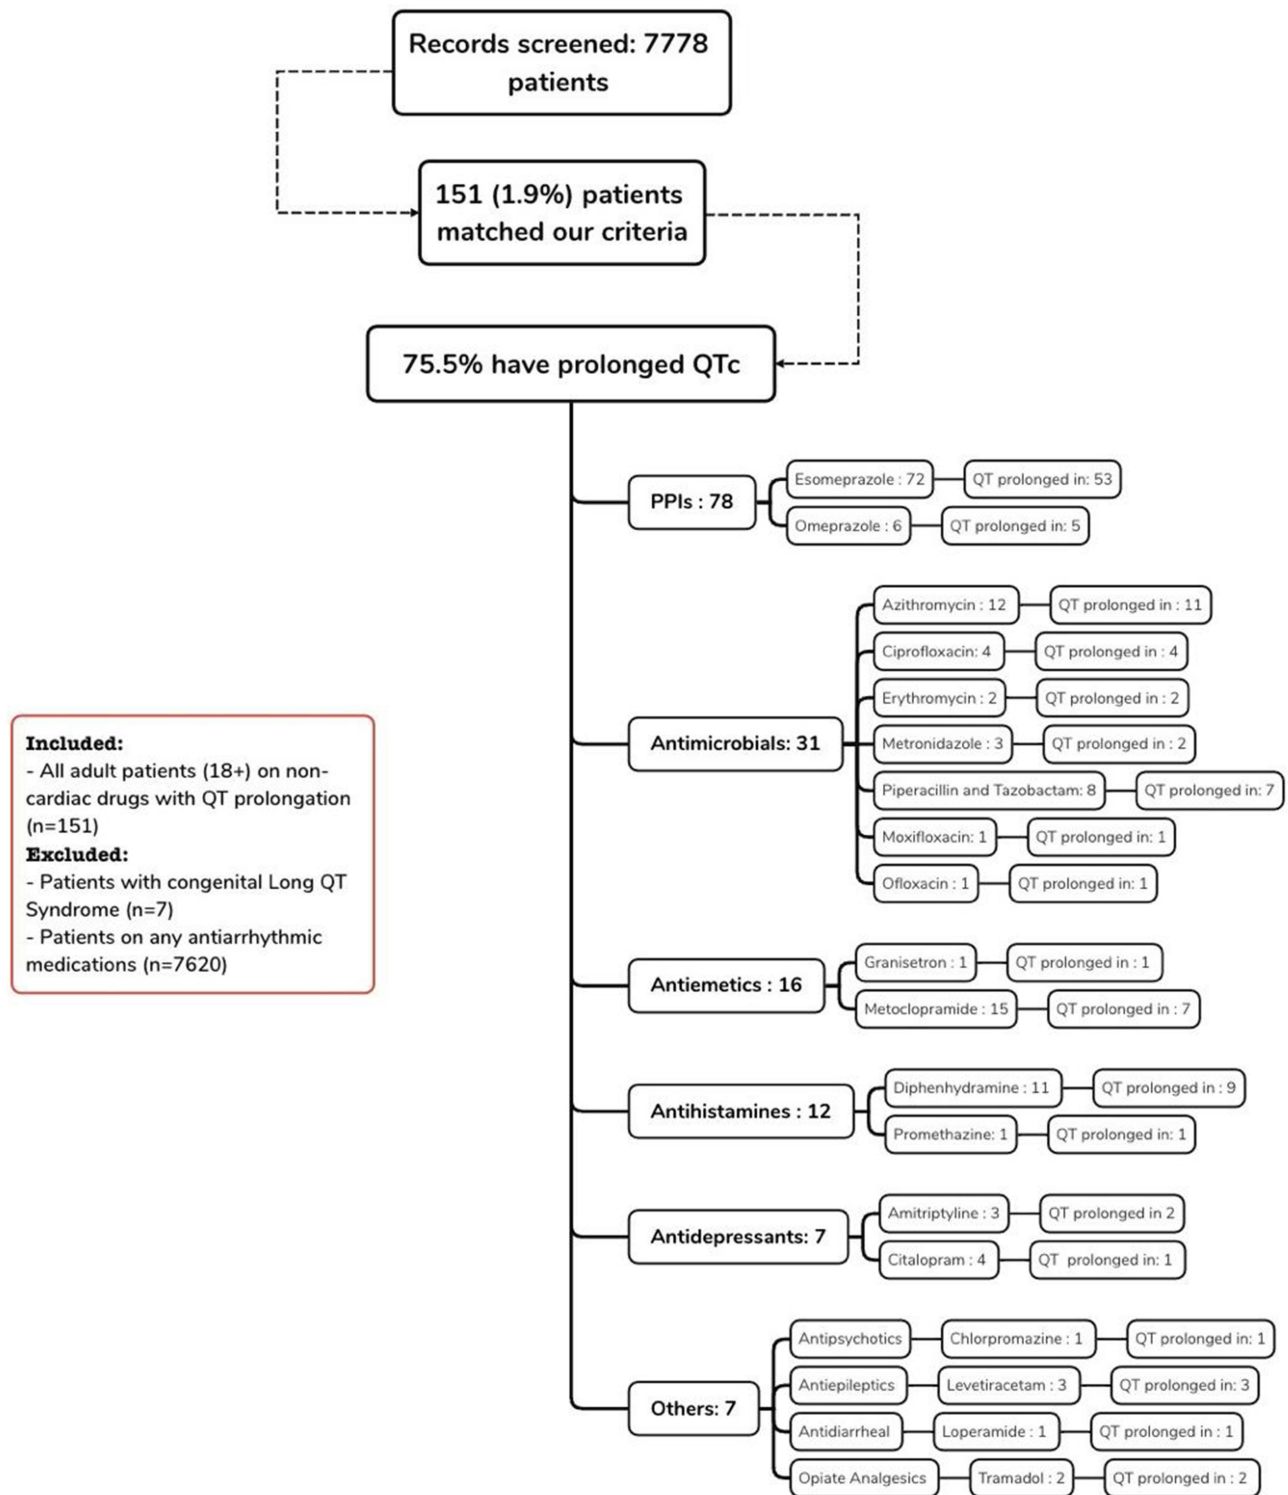 Records screened: 7778
patients
151 (1.9%) patients
matched our criteria
75.5% have prolonged QTc
PPIs : 78
Esomeprazole : 72
QT prolonged in: 53
Omeprazole : 6
QT prolonged in: 5
Antimicrobials: 31
Azithromycin : 12
QT prolonged in : 11
Ciprofloxacin: 4
QT prolonged in : 4
Erythromycin : 2
QT prolonged in : 2
Metronidazole : 3
QT prolonged in : 2
Piperacillin and Tazobactam: 8
QT prolonged in: 7
Moxifloxacin: 1
QT prolonged in: 1
Ofloxacin : 1
QT prolonged in: 1
Included:
- All adult patients (18+) on non-
cardiac drugs with QT prolongation
(n=151)
Excluded:
- Patients with congenital Long QT
Syndrome (n=7)
- Patients on any antiarrhythmic
medications (n=7620)
Antiemetics : 16
Granisetron : 1
QT prolonged in : 1
Metoclopramide : 15
QT prolonged in : 7
Antihistamines : 12
Diphenhydramine : 11
QT prolonged in : 9
Promethazine: 1
QT prolonged in: 1
Antidepressants: 7
Amitriptyline : 3
QT prolonged in 2
Citalopram : 4
QT prolonged in: 1
Others: 7
Antipsychotics
Chlorpromazine : 1
QT prolonged in: 1
Antiepileptics
Levetiracetam : 3
QT prolonged in: 3
Antidiarrheal
Loperamide : 1
QT prolonged in : 1
Opiate Analgesics
Tramadol : 2
QT prolonged in : 2